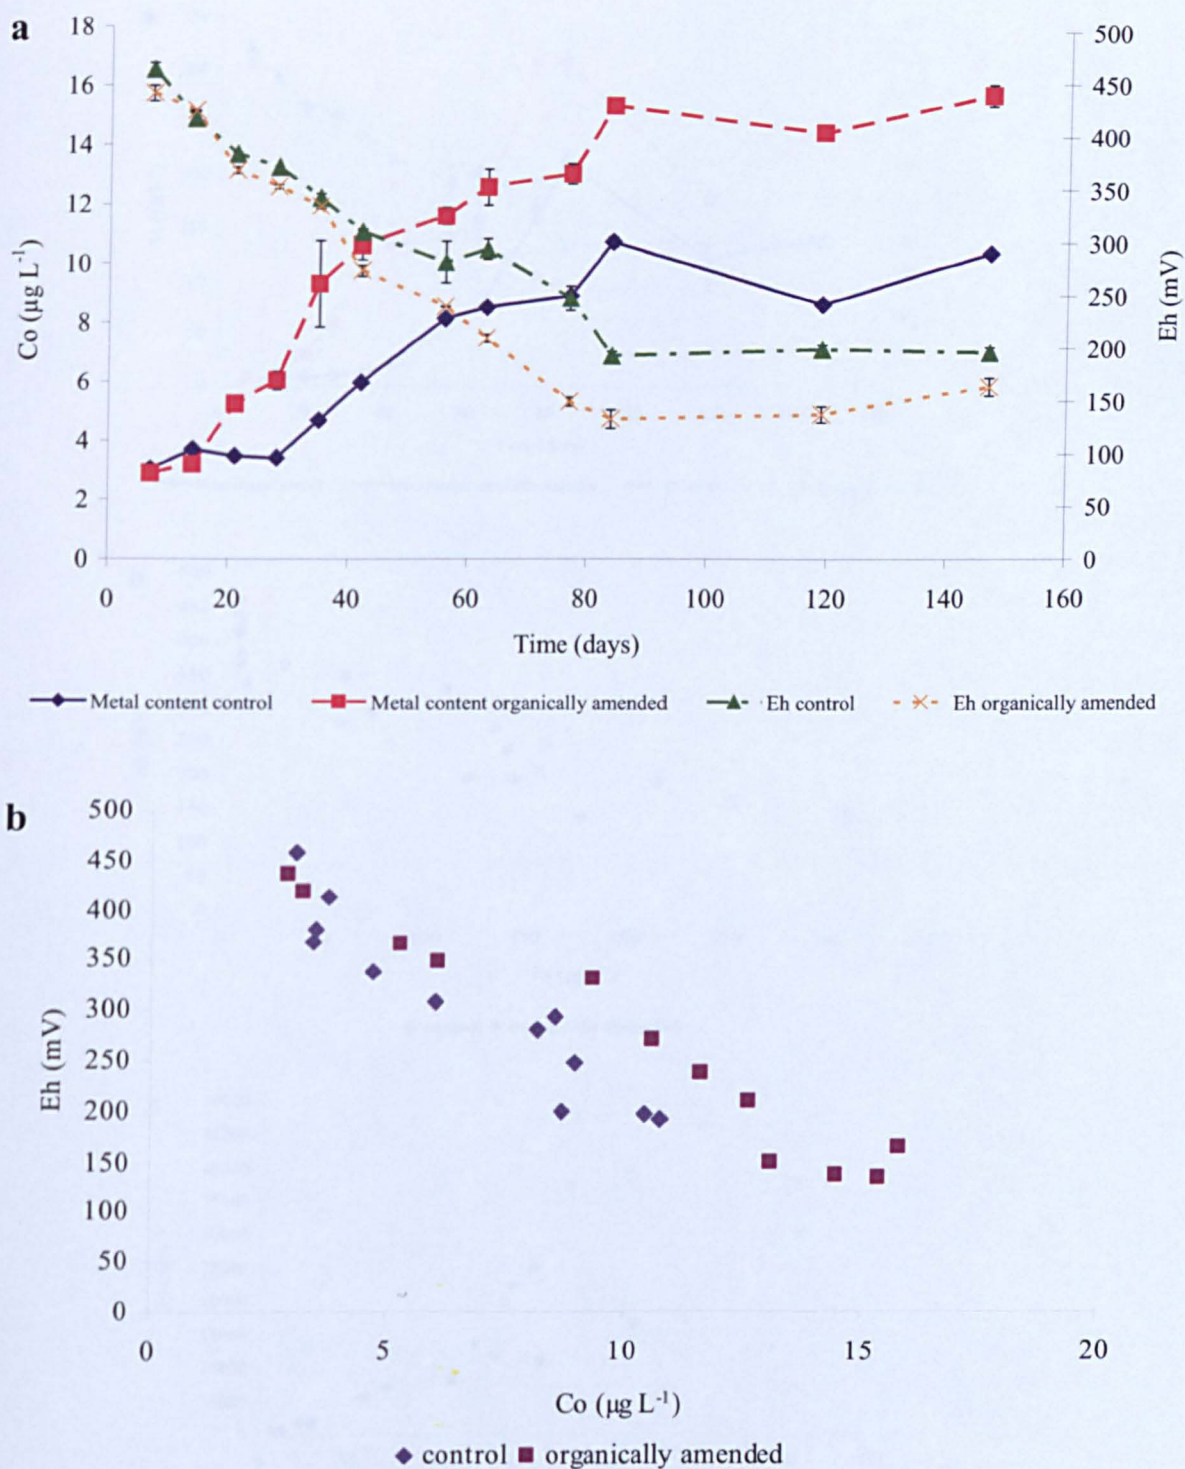 a
18
16
14
12
10
8
6
4
2
0
Co (µg L-1)
500
450
400
350
300
250
200
150
100
50
0
Eh (mV)
0 20 40 60 80 100 120 140 160
Time (days)
Metal content control Metal content organically amended Eh control Eh organically amended
b
500
450
400
350
300
250
200
150
100
50
0
Eh (mV)
0 5 10 15 20
Co (µg L-1)
control organically amended